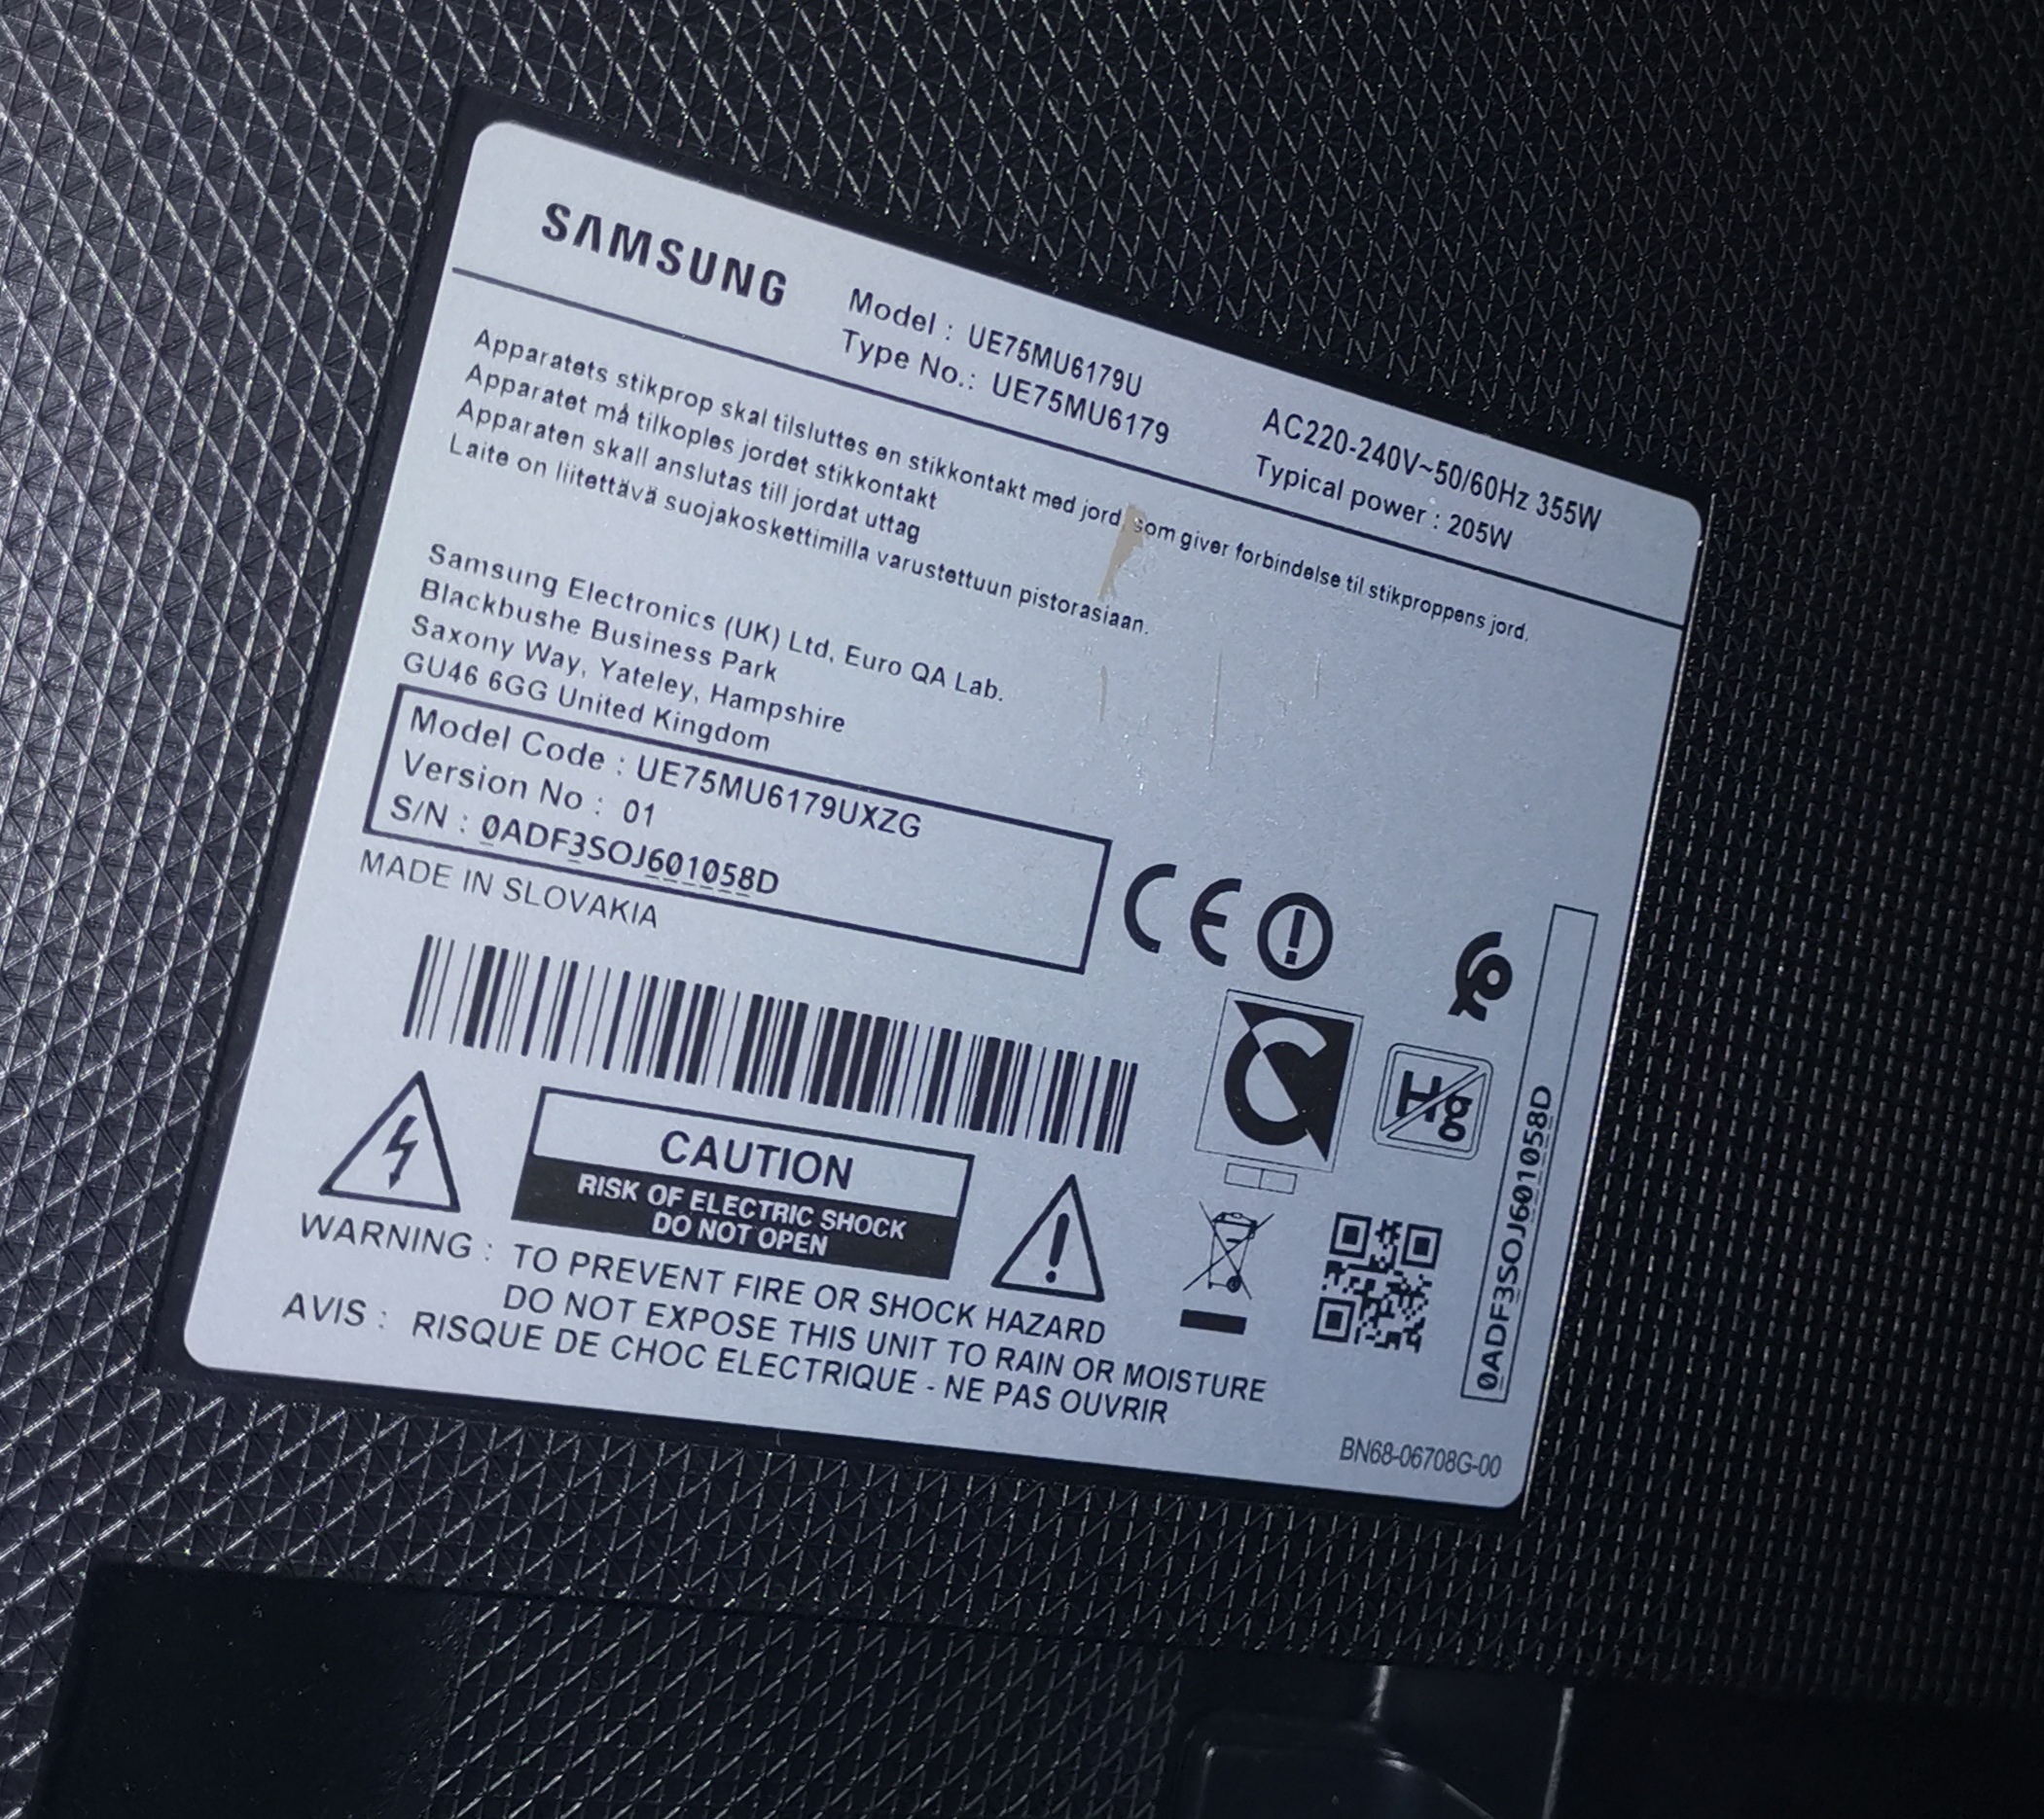 SAMSUNG
Model : UE75MU6179U
Type No.: UE75MU6179
AC220-240V~50/60Hz 355W
Typical power : 205W
Apparatets stikprop skal tilsluttes en stikkontakt med jord, som giver forbindelse til stikproppens jord.
Apparatet må tilkoples jordet stikkontakt
Apparaten skall anslutas till jordat uttag
Laite on liitettävä suojakoskettimilla varustettuun pistorasiaan.
Samsung Electronics (UK) Ltd, Euro QA Lab.
Blackbushe Business Park
Saxony Way, Yateley, Hampshire
GU46 6GG United Kingdom
Model Code : UE75MU6179UXZG
Version No : 01
S/N : 0ADF3SOJ601058D
MADE IN SLOVAKIA
CE
Hg
0ADF3SOJ601058D
CAUTION
RISK OF ELECTRIC SHOCK
DO NOT OPEN
WARNING : TO PREVENT FIRE OR SHOCK HAZARD
DO NOT EXPOSE THIS UNIT TO RAIN OR MOISTURE
AVIS : RISQUE DE CHOC ELECTRIQUE - NE PAS OUVRIR
BN68-06708G-00